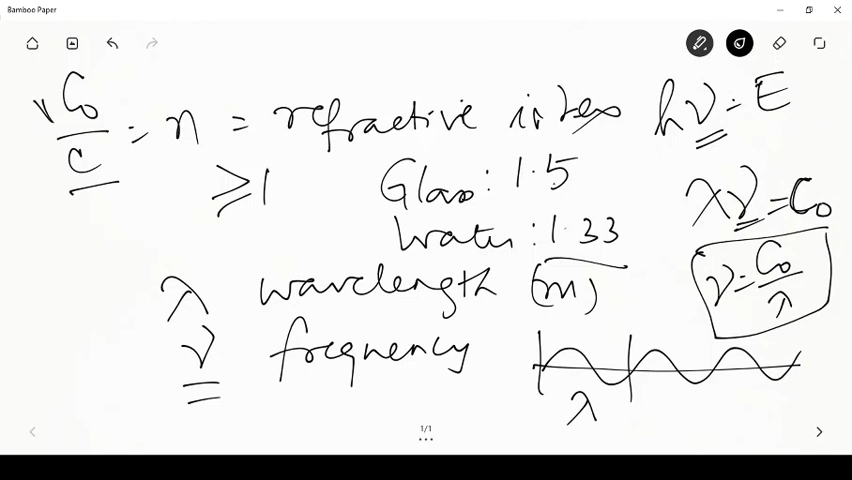 Bamboo Paper
C₀/C = n = refractive index
≥1
Glass: 1.5
Water: 1.33
λ wavelength (m)
ν frequency
hν = E
λν = C₀
ν = C₀/λ
λ
1/1